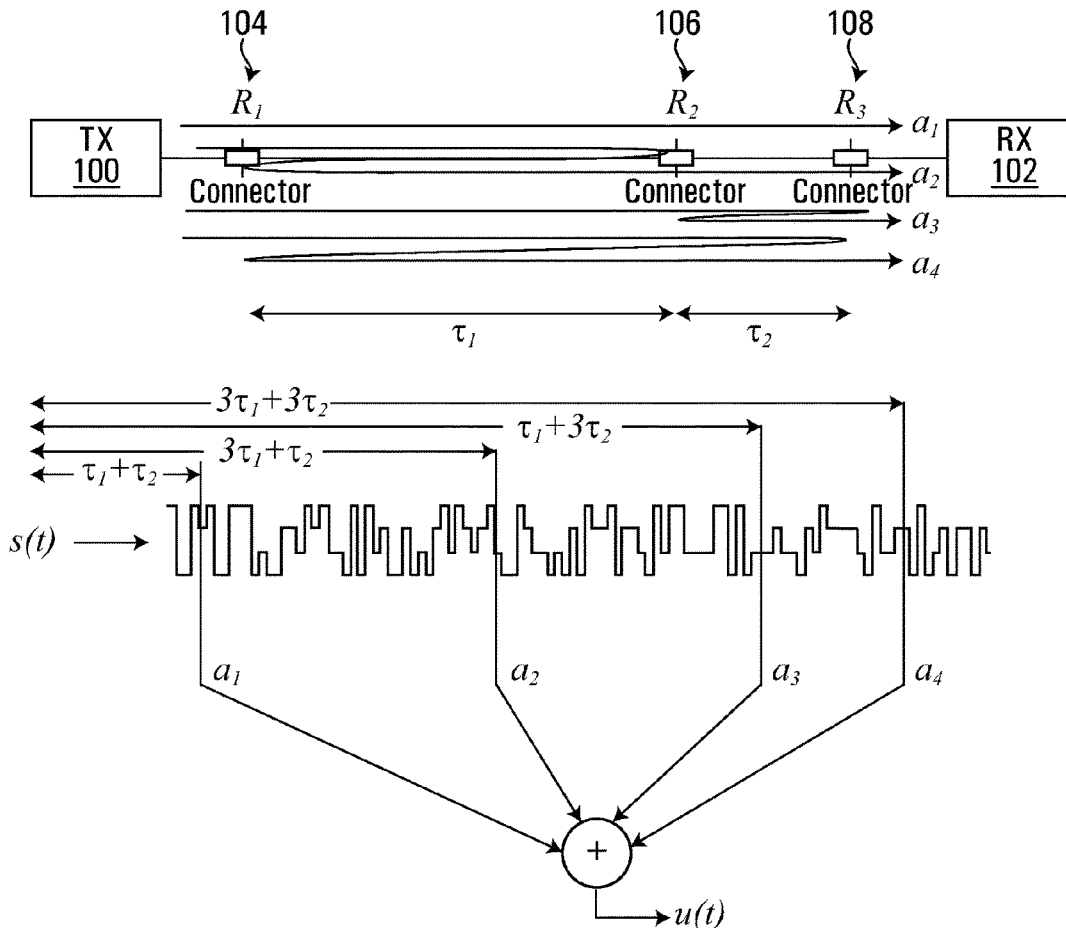 104 106 108
R₁ R₂ R₃
TX
100
RX
102
a₁
Connector Connector Connector
a₂
a₃
a₄
τ₁ τ₂
3τ₁+3τ₂
τ₁+3τ₂
3τ₁+τ₂
τ₁+τ₂
s(t)
a₁ a₂ a₃ a₄
+
u(t)